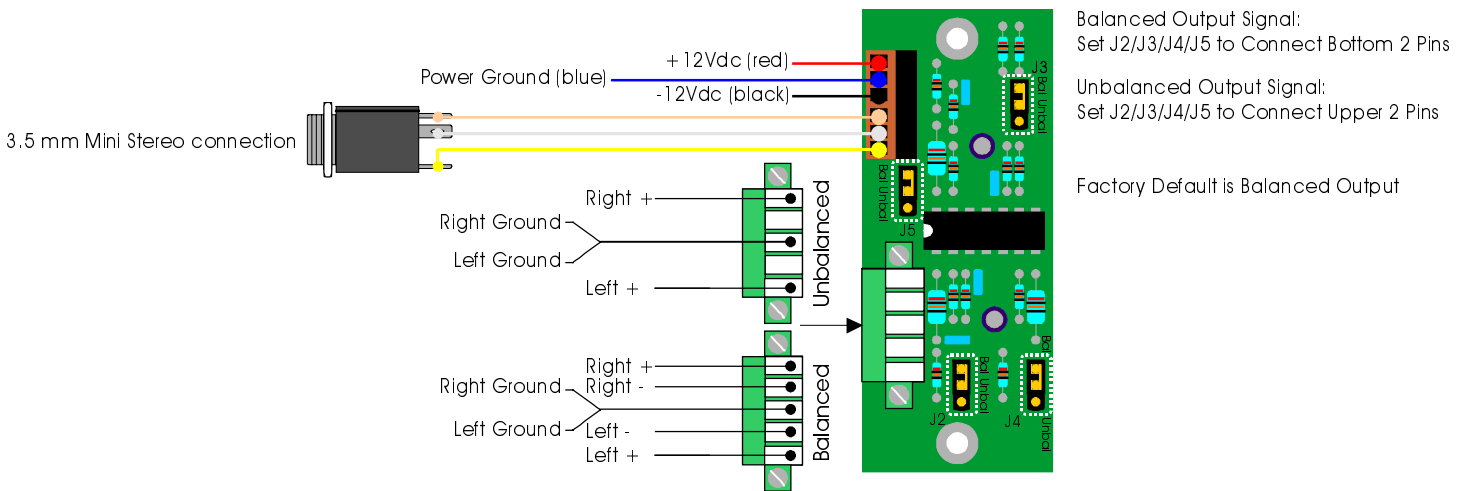 Balanced Output Signal:
Set J2/J3/J4/J5 to Connect Bottom 2 Pins
Unbalanced Output Signal:
Set J2/J3/J4/J5 to Connect Upper 2 Pins
Factory Default is Balanced Output
+12Vdc (red)
Power Ground (blue)
-12Vdc (black)
3.5 mm Mini Stereo connection
J3
Bal Unbal
Bal Unbal
J5
Right +
Right Ground
Left Ground
Left +
Unbalanced
Right +
Right Ground
Right -
Left Ground
Left -
Left +
Balanced
J2
Bal Unbal
J4
Bal
Unbal